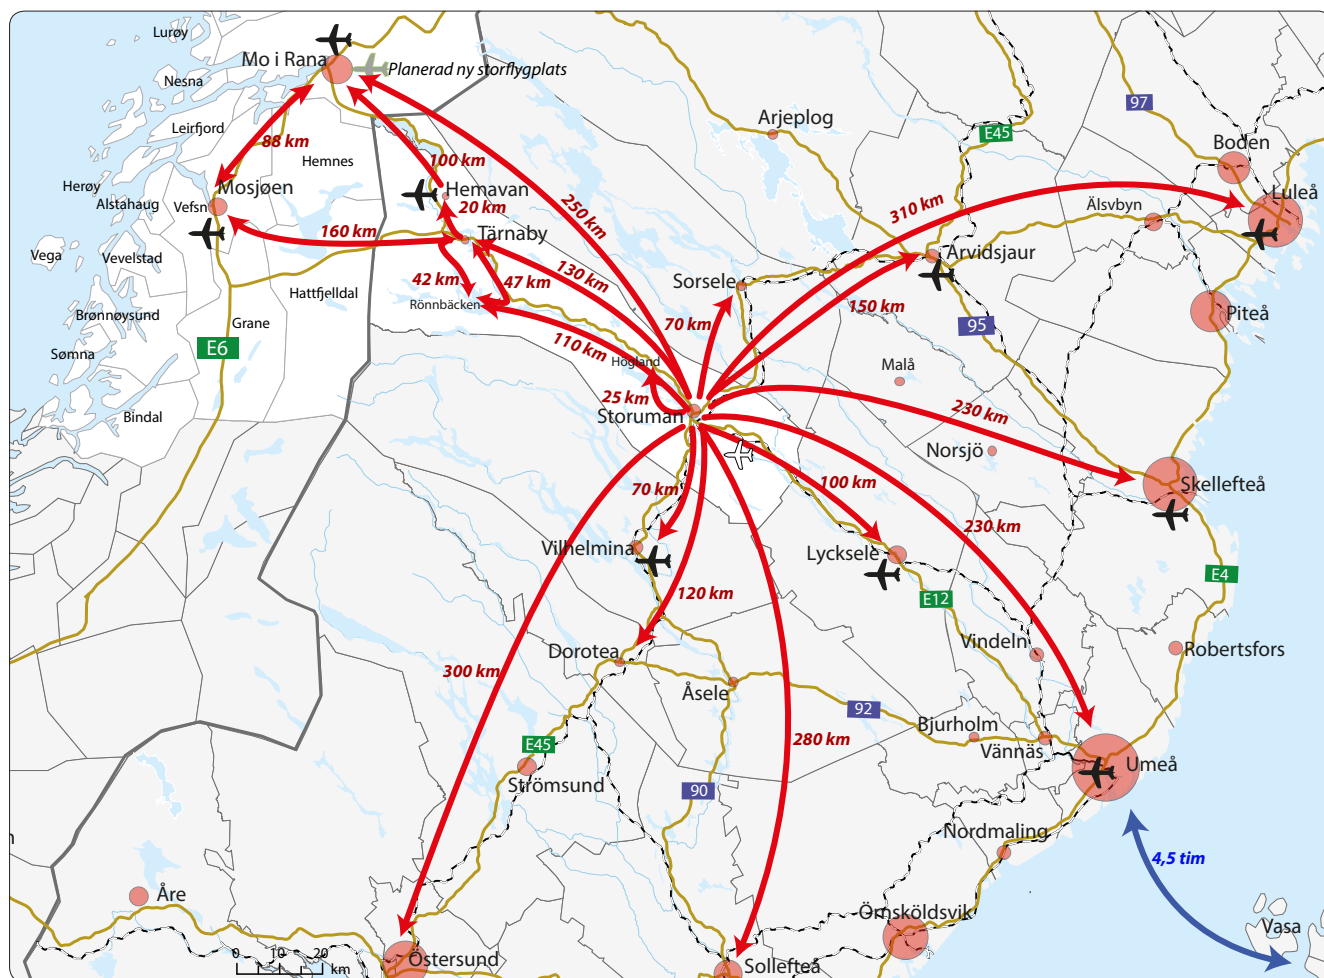 Lurøy
Mo i Rana
Planerad ny storflygplats
Nesna
97
Arjeplog
E45
Leirfjord
88 km
Boden
Hemnes
100 km
Herøy
Mosjøen
Hemavan
Luleå
Alstahaug
Vefsn
20 km
250 km
310 km
Älsvbyn
160 km
Tärnaby
Vega
Vevelstad
130 km
Arvidsjaur
42 km
47 km
Sorsele
Hattfjelldal
Rönnbäcken
150 km
Brønnøysund
Grane
70 km
95
Piteå
E6
110 km
Sømna
Högland
Malå
25 km
Bindal
Storuman
230 km
Norsjö
70 km
100 km
Skellefteå
230 km
Vilhelmina
Lycksele
E4
120 km
E12
Dorotea
Vindeln
Robertsfors
300 km
Åsele
92
Bjurholm
E45
280 km
Vännäs
Umeå
Strömsund
90
Nordmaling
4,5 tim
Åre
Örnsköldsvik
Vasa
0 10 20
km
Östersund
Sollefteå
n